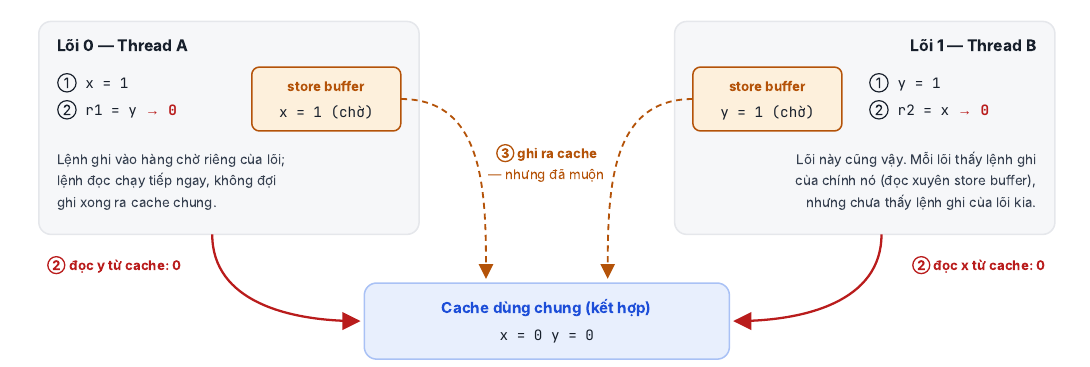 Lõi 0 — Thread A
① x = 1
② r1 = y → 0
store buffer
x = 1 (chờ)
Lệnh ghi vào hàng chờ riêng của lõi;
lệnh đọc chạy tiếp ngay, không đợi
ghi xong ra cache chung.
③ ghi ra cache
— nhưng đã muộn
Lõi 1 — Thread B
store buffer
y = 1 (chờ)
① y = 1
② r2 = x → 0
Lõi này cũng vậy. Mỗi lõi thấy lệnh ghi
của chính nó (đọc xuyên store buffer),
nhưng chưa thấy lệnh ghi của lõi kia.
② đọc y từ cache: 0
② đọc x từ cache: 0
Cache dùng chung (kết hợp)
x = 0 y = 0